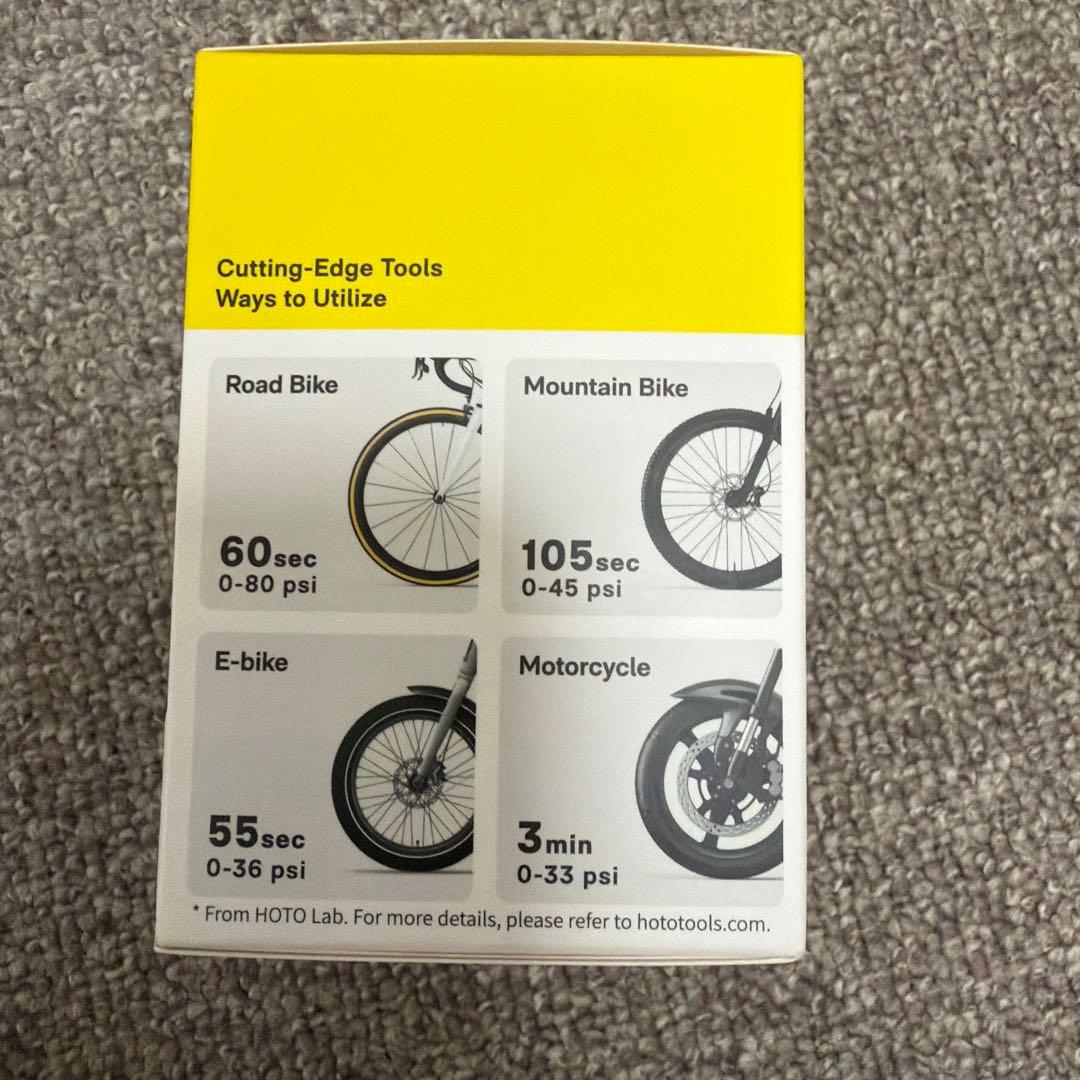 Cutting-Edge Tools
Ways to Utilize
Road Bike
60sec
0-80 psi
Mountain Bike
105sec
0-45 psi
E-bike
55sec
0-36 psi
Motorcycle
3min
0-33 psi
* From HOTO Lab. For more details, please refer to hototools.com.